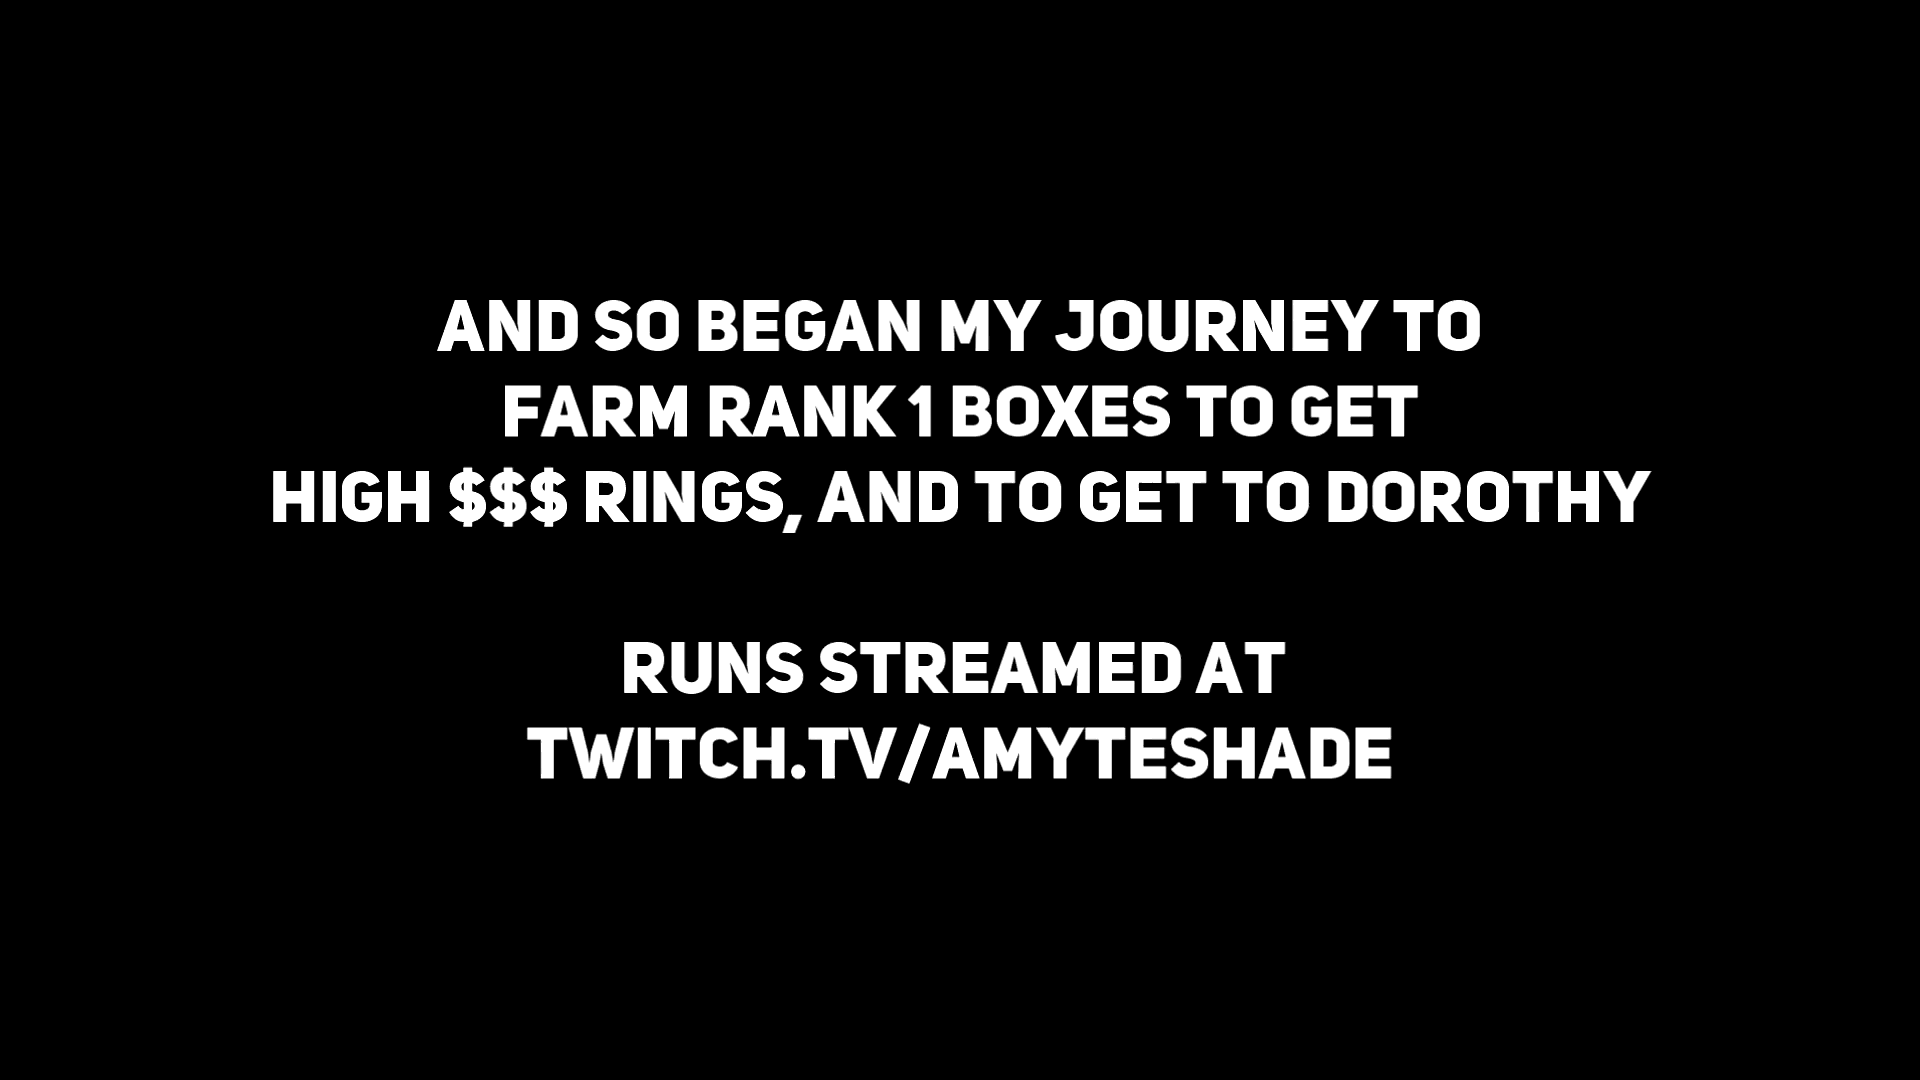 AND SO BEGAN MY JOURNEY TO
FARM RANK 1 BOXES TO GET
HIGH $$$ RINGS, AND TO GET TO DOROTHY
RUNS STREAMED AT
TWITCH.TV/AMYTESHADE